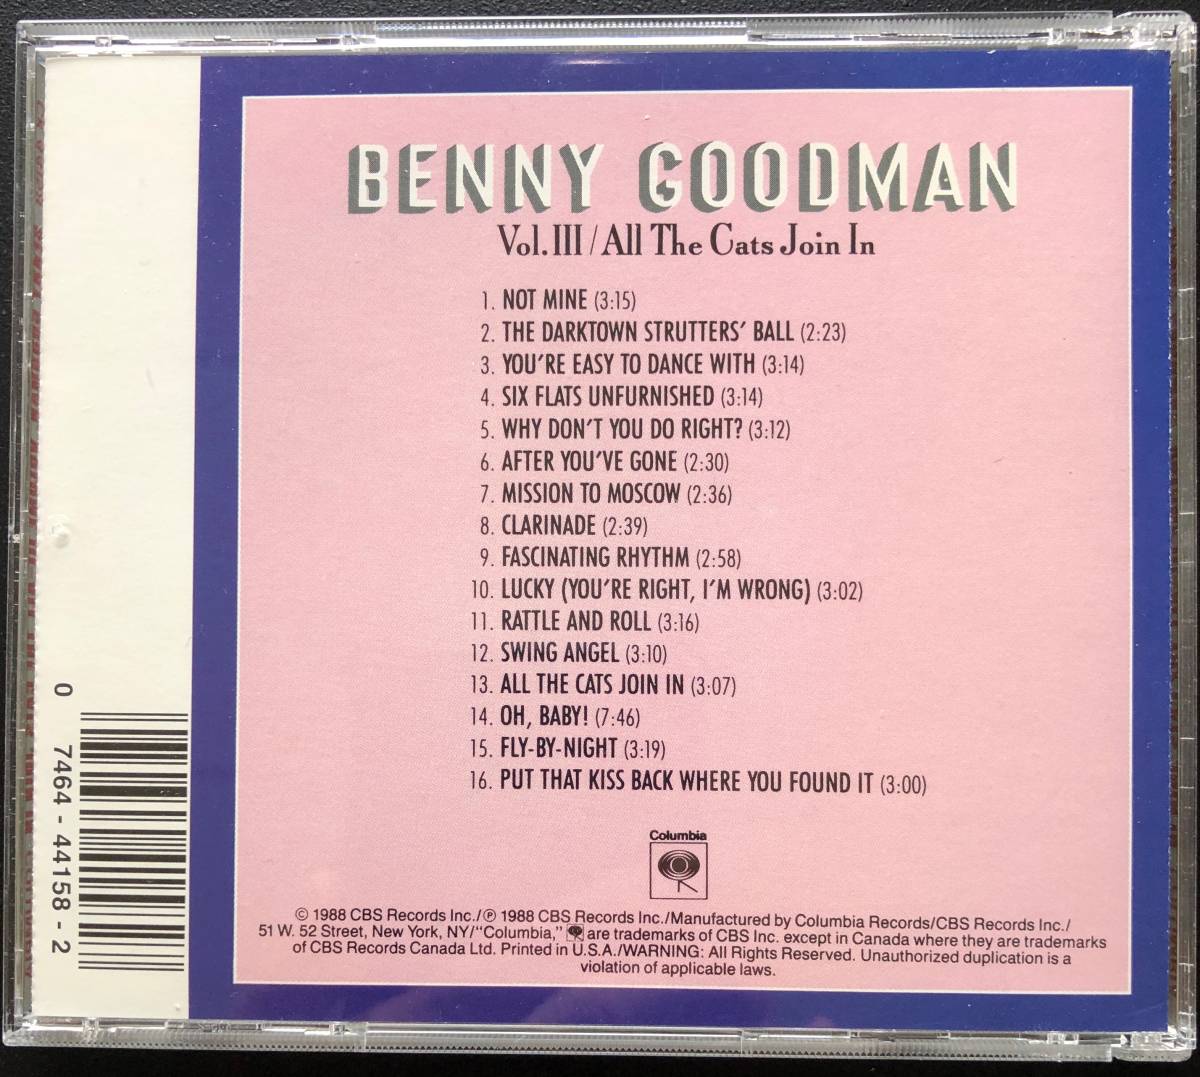 BENNY GOODMAN
Vol. III / All The Cats Join In
1. NOT MINE (3:15)
2. THE DARKTOWN STRUTTERS' BALL (2:23)
3. YOU'RE EASY TO DANCE WITH (3:14)
4. SIX FLATS UNFURNISHED (3:14)
5. WHY DON'T YOU DO RIGHT? (3:12)
6. AFTER YOU'VE GONE (2:30)
7. MISSION TO MOSCOW (2:36)
8. CLARINADE (2:39)
9. FASCINATING RHYTHM (2:58)
10. LUCKY (YOU'RE RIGHT, I'M WRONG) (3:02)
11. RATTLE AND ROLL (3:16)
12. SWING ANGEL (3:10)
13. ALL THE CATS JOIN IN (3:07)
14. OH, BABY! (7:46)
15. FLY-BY-NIGHT (3:19)
16. PUT THAT KISS BACK WHERE YOU FOUND IT (3:00)
Columbia
© 1988 CBS Records Inc./℗ 1988 CBS Records Inc./Manufactured by Columbia Records/CBS Records Inc./
51 W. 52 Street, New York, NY/"Columbia," are trademarks of CBS Inc. except in Canada where they are trademarks
of CBS Records Canada Ltd. Printed in U.S.A./WARNING: All Rights Reserved. Unauthorized duplication is a
violation of applicable laws.
0 7464-44158-2